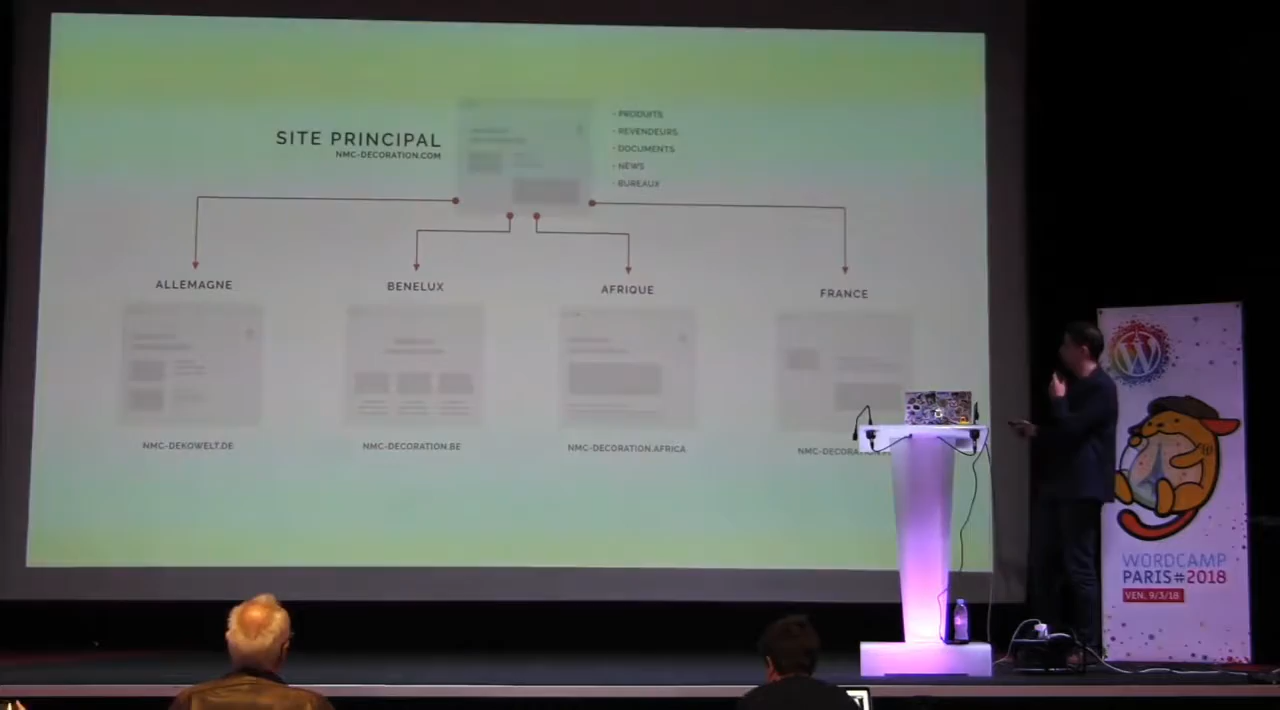 SITE PRINCIPAL
NMC-DECORATION.COM
- PRODUITS
- REVENDEURS
- DOCUMENTS
- NEWS
- BUREAUX
ALLEMAGNE
BENELUX
AFRIQUE
FRANCE
NMC-DEKOWELT.DE
NMC-DECORATION.BE
NMC-DECORATION.AFRICA
WORDCAMP
PARIS#2018
VEN. 9/3/18